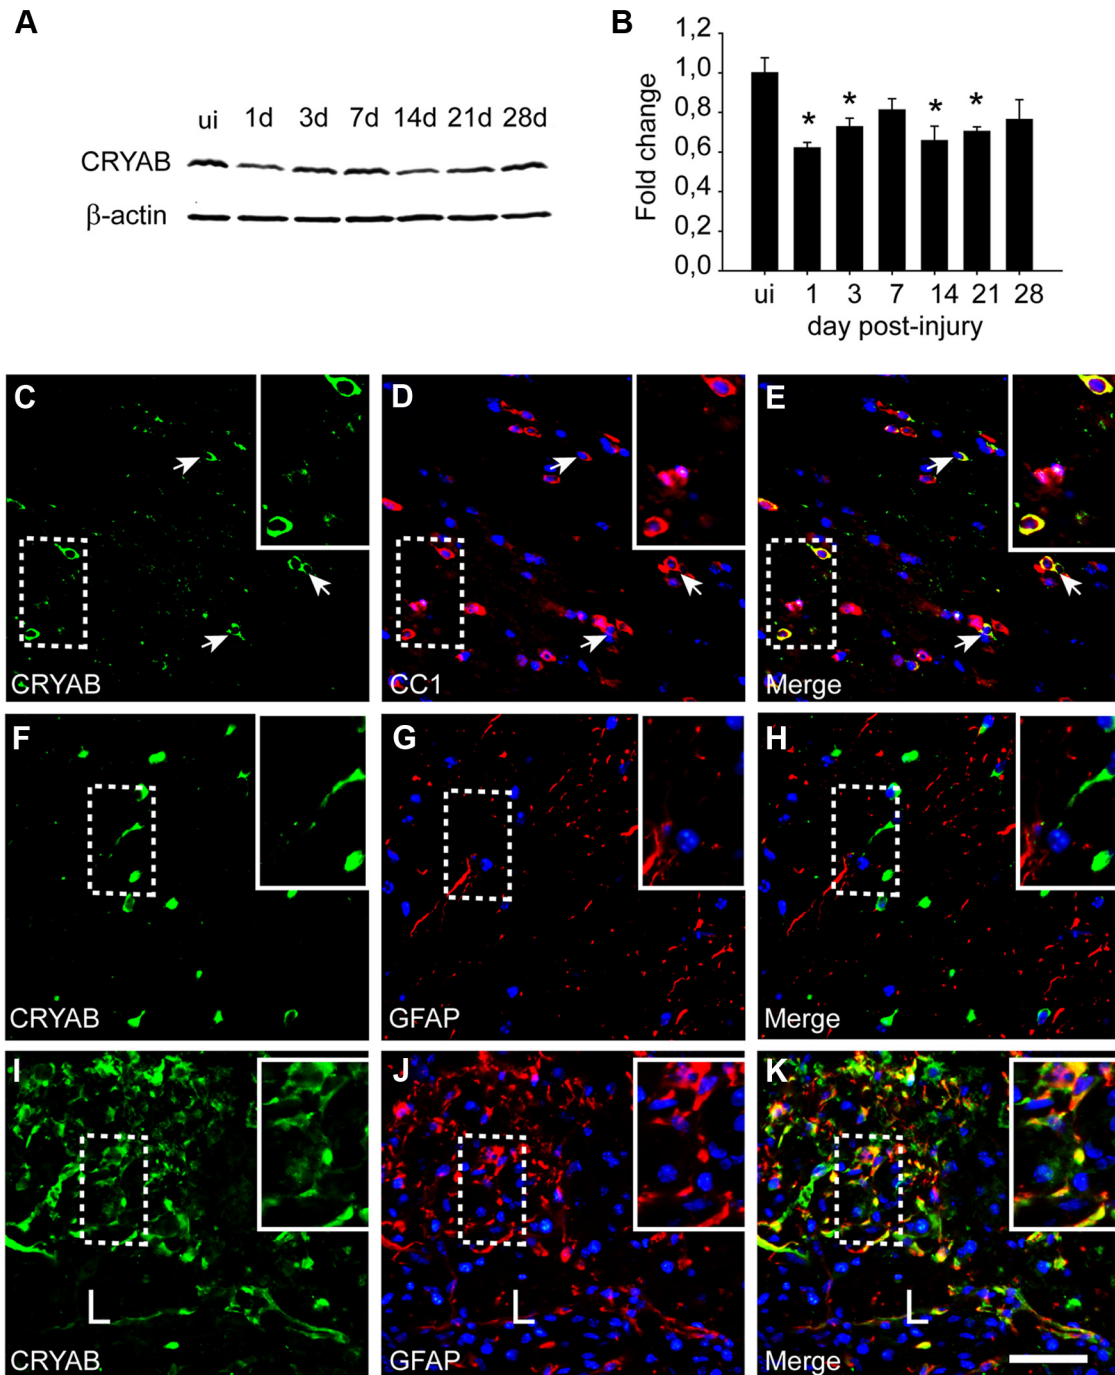 A
B
ui 1d 3d 7d 14d 21d 28d
CRYAB
β-actin
1,2
1,0
0,8
0,6
0,4
0,2
0,0
Fold change
* * * *
ui 1 3 7 14 21 28
day post-injury
C D E
CRYAB CC1 Merge
F G H
CRYAB GFAP Merge
I J K
L L L
CRYAB GFAP Merge